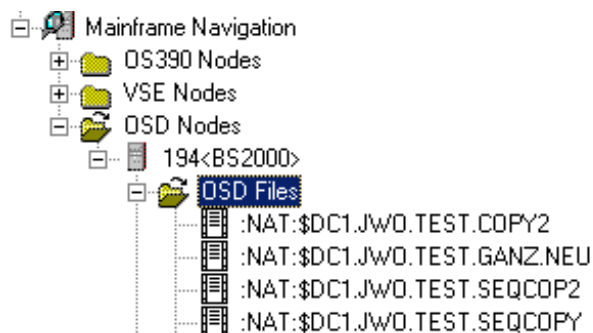 Mainframe Navigation
OS390 Nodes
VSE Nodes
OSD Nodes
194<BS2000>
OSD Files
:NAT:$DC1.JWO.TEST.COPY2
:NAT:$DC1.JWO.TEST.GANZ.NEU
:NAT:$DC1.JWO.TEST.SEQCOP2
:NAT:$DC1.JWO.TEST.SEQCOPY